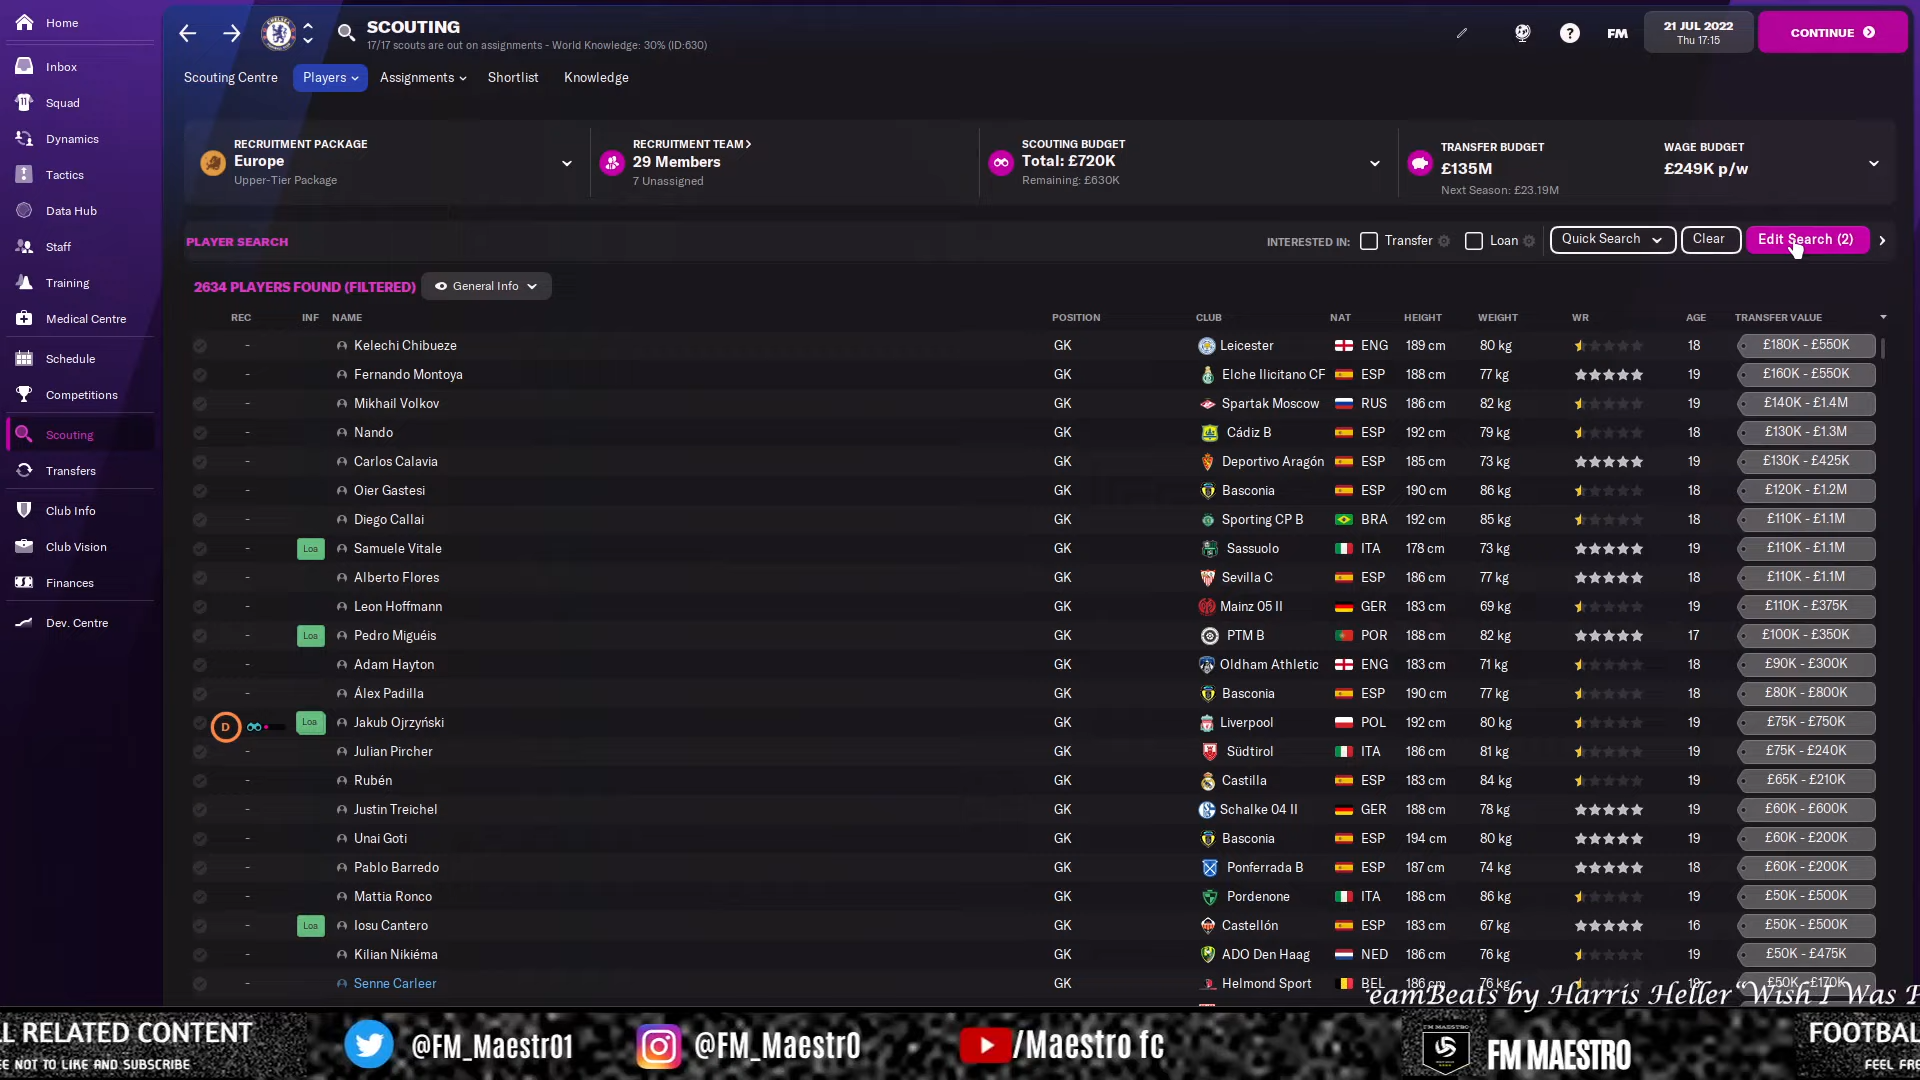 Home
Inbox
Squad
Dynamics
Tactics
Data Hub
Staff
Training
Medical Centre
Schedule
Competitions
Scouting
Transfers
Club Info
Club Vision
Finances
Dev. Centre
SCOUTING
17/17 scouts are out on assignments - World Knowledge: 30% (ID:630)
FM
21 JUL 2022
Thu 17:15
CONTINUE
Scouting Centre Players Assignments Shortlist Knowledge
RECRUITMENT PACKAGE
Europe
Upper-Tier Package
RECRUITMENT TEAM>
29 Members
7 Unassigned
SCOUTING BUDGET
Total: £720K
Remaining: £630K
TRANSFER BUDGET
£135M
Next Season: £23.19M
WAGE BUDGET
£249K p/w
PLAYER SEARCH
INTERESTED IN: Transfer Loan Quick Search Clear Edit Search (2)
2634 PLAYERS FOUND (FILTERED) General Info
REC INF NAME POSITION CLUB NAT HEIGHT WEIGHT WR AGE TRANSFER VALUE
- Kelechi Chibueze GK Leicester ENG 189 cm 80 kg 18 £180K - £550K
- Fernando Montoya GK Elche Ilicitano CF ESP 188 cm 77 kg 19 £160K - £550K
- Mikhail Volkov GK Spartak Moscow RUS 186 cm 82 kg 19 £140K - £1.4M
- Nando GK Cádiz B ESP 192 cm 79 kg 18 £130K - £1.3M
- Carlos Calavia GK Deportivo Aragón ESP 185 cm 73 kg 19 £130K - £425K
- Oier Gastesi GK Basconia ESP 190 cm 86 kg 18 £120K - £1.2M
- Diego Callai GK Sporting CP B BRA 192 cm 85 kg 18 £110K - £1.1M
- Loa Samuele Vitale GK Sassuolo ITA 178 cm 73 kg 19 £110K - £1.1M
- Alberto Flores GK Sevilla C ESP 186 cm 77 kg 18 £110K - £1.1M
- Leon Hoffmann GK Mainz 05 II GER 183 cm 69 kg 19 £110K - £375K
- Loa Pedro Miguéis GK PTM B POR 188 cm 82 kg 17 £100K - £350K
- Adam Hayton GK Oldham Athletic ENG 183 cm 71 kg 18 £90K - £300K
- Álex Padilla GK Basconia ESP 190 cm 77 kg 18 £80K - £800K
D Loa Jakub Ojrzyński GK Liverpool POL 192 cm 80 kg 19 £75K - £750K
- Julian Pircher GK Südtirol ITA 186 cm 81 kg 19 £75K - £240K
- Rubén GK Castilla ESP 183 cm 84 kg 19 £65K - £210K
- Justin Treichel GK Schalke 04 II GER 188 cm 78 kg 19 £60K - £600K
- Unai Goti GK Basconia ESP 194 cm 80 kg 19 £60K - £200K
- Pablo Barredo GK Ponferrada B ESP 187 cm 74 kg 18 £60K - £200K
- Mattia Ronco GK Pordenone ITA 188 cm 86 kg 19 £50K - £500K
- Loa Iosu Cantero GK Castellón ESP 183 cm 67 kg 16 £50K - £500K
- Kilian Nikiéma GK ADO Den Haag NED 186 cm 76 kg 19 £50K - £475K
- Senne Carleer GK Helmond Sport BEL 186 cm 76 kg 19 £50K - £170K
eamBeats by Harris Heller "Wish I Was
LL RELATED CONTENT
EE NOT TO LIKE AND SUBSCRIBE
@FM_Maestr01
@FM_Maestr0
/Maestro fc
FM MAESTRO
FM MAESTRO
FOOTBAL
FEEL FRE